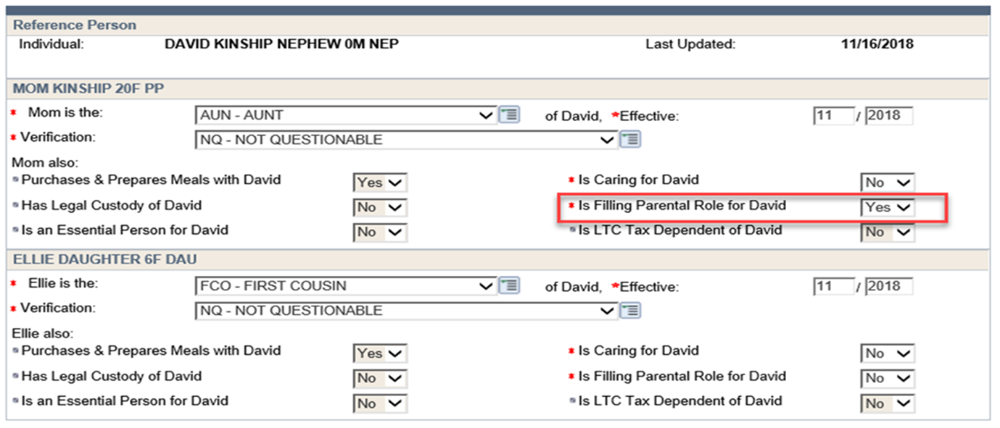 Reference Person
Individual: DAVID KINSHIP NEPHEW 0M NEP Last Updated: 11/16/2018
MOM KINSHIP 20F PP
* Mom is the: AUN - AUNT of David, *Effective: 11 / 2018
* Verification: NQ - NOT QUESTIONABLE
Mom also:
Purchases & Prepares Meals with David Yes * Is Caring for David No
Has Legal Custody of David No * Is Filling Parental Role for David Yes
Is an Essential Person for David No Is LTC Tax Dependent of David No
ELLIE DAUGHTER 6F DAU
* Ellie is the: FCO - FIRST COUSIN of David, *Effective: 11 / 2018
* Verification: NQ - NOT QUESTIONABLE
Ellie also:
Purchases & Prepares Meals with David Yes * Is Caring for David No
Has Legal Custody of David No * Is Filling Parental Role for David No
Is an Essential Person for David No Is LTC Tax Dependent of David No